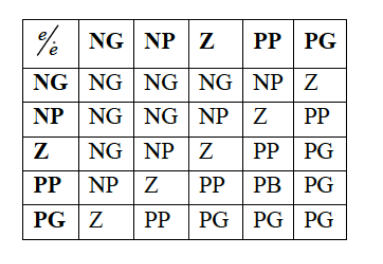 e/ė NG NP Z PP PG
NG NG NG NG NP Z
NP NG NG NP Z PP
Z NG NP Z PP PG
PP NP Z PP PB PG
PG Z PP PG PG PG